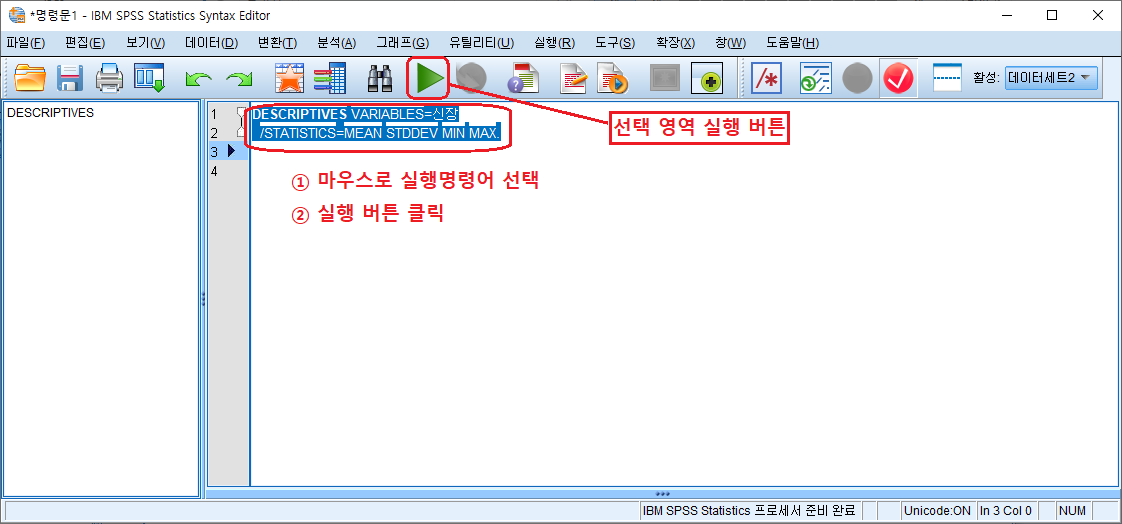 *명령문1 - IBM SPSS Statistics Syntax Editor
파일(F) 편집(E) 보기(V) 데이터(D) 변환(T) 분석(A) 그래프(G) 유틸리티(U) 실행(R) 도구(S) 확장(X) 창(W) 도움말(H)
활성: 데이터세트2
DESCRIPTIVES
1 DESCRIPTIVES VARIABLES=신장
2 /STATISTICS=MEAN STDDEV MIN MAX.
3
4
선택 영역 실행 버튼
① 마우스로 실행명령어 선택
② 실행 버튼 클릭
IBM SPSS Statistics 프로세서 준비 완료 Unicode:ON In 3 Col 0 NUM